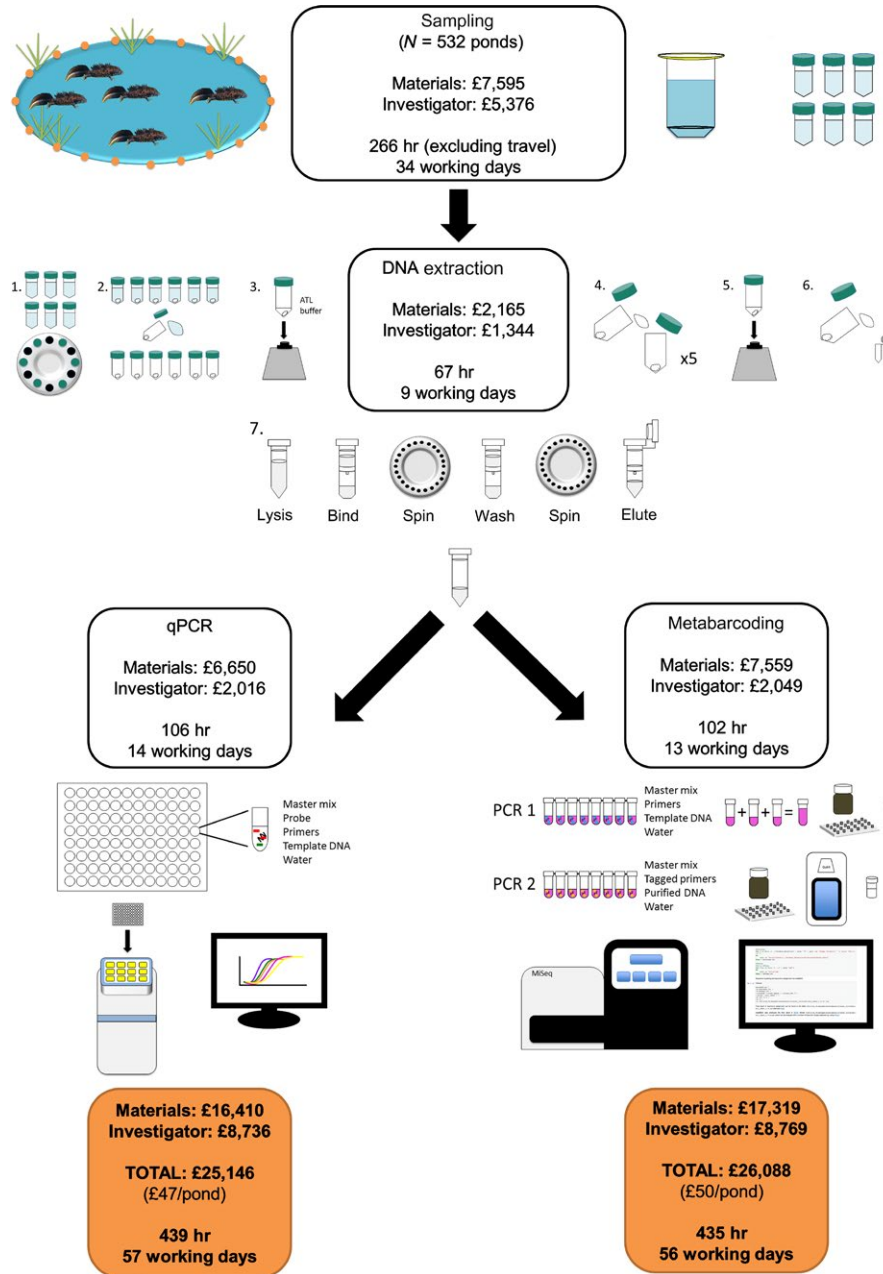 Sampling
(N = 532 ponds)
Materials: £7,595
Investigator: £5,376
266 hr (excluding travel)
34 working days
DNA extraction
Materials: £2,165
Investigator: £1,344
67 hr
9 working days
1.
2.
3.
ATL
buffer
4.
x5
5.
6.
7.
Lysis
Bind
Spin
Wash
Spin
Elute
qPCR
Materials: £6,650
Investigator: £2,016
106 hr
14 working days
Metabarcoding
Materials: £7,559
Investigator: £2,049
102 hr
13 working days
Master mix
Probe
Primers
Template DNA
Water
PCR 1
Master mix
Primers
Template DNA
Water
+ + + =
PCR 2
Master mix
Tagged primers
Purified DNA
Water
MiSeq
Materials: £16,410
Investigator: £8,736
TOTAL: £25,146
(£47/pond)
439 hr
57 working days
Materials: £17,319
Investigator: £8,769
TOTAL: £26,088
(£50/pond)
435 hr
56 working days